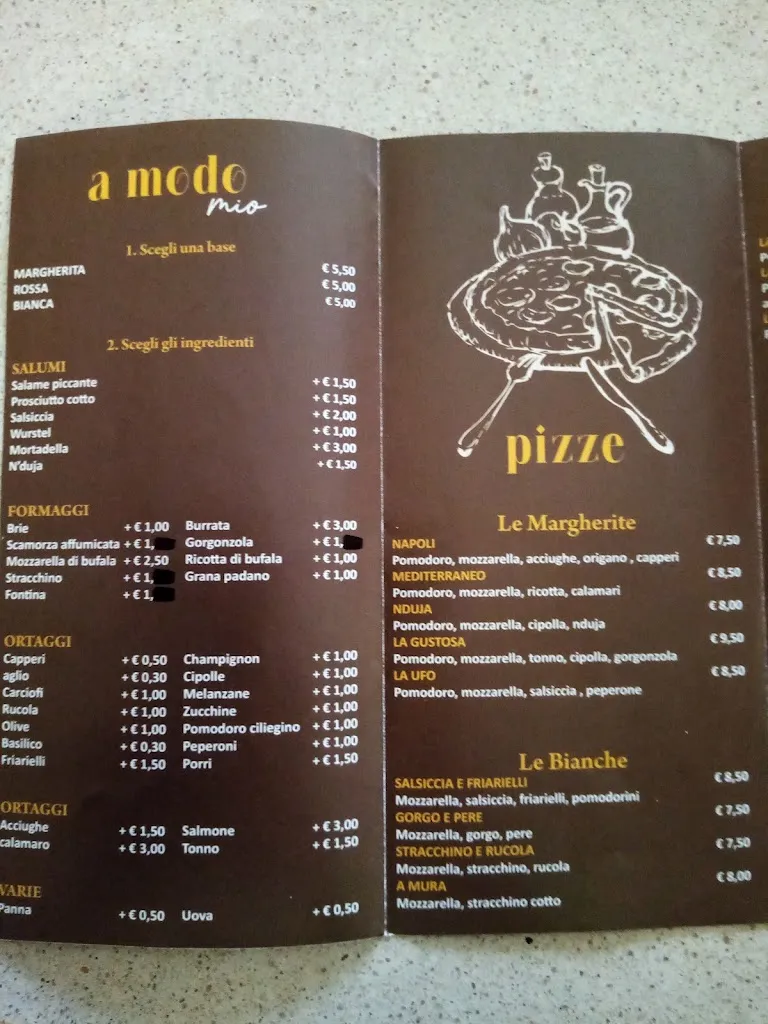 a modo
mio
1. Scegli una base
MARGHERITA € 5,50
ROSSA € 5,00
BIANCA € 5,00
2. Scegli gli ingredienti
SALUMI
Salame piccante + € 1,50
Prosciutto cotto + € 1,50
Salsiccia + € 2,00
Wurstel + € 1,00
Mortadella + € 3,00
N'duja + € 1,50
FORMAGGI
Brie + € 1,00 Burrata + € 3,00
Scamorza affumicata + € 1, Gorgonzola + € 1,
Mozzarella di bufala + € 2,50 Ricotta di bufala + € 1,00
Stracchino + € 1, Grana padano + € 1,00
Fontina + € 1,
ORTAGGI
Capperi + € 0,50 Champignon + € 1,00
aglio + € 0,30 Cipolle + € 1,00
Carciofi + € 1,00 Melanzane + € 1,00
Rucola + € 1,00 Zucchine + € 1,00
Olive + € 1,00 Pomodoro ciliegino + € 1,00
Basilico + € 0,30 Peperoni + € 1,00
Friarielli + € 1,50 Porri + € 1,50
ORTAGGI
Acciughe + € 1,50 Salmone + € 3,00
calamaro + € 3,00 Tonno + € 1,50
VARIE
Panna + € 0,50 Uova + € 0,50
pizze
Le Margherite
NAPOLI € 7,50
Pomodoro, mozzarella, acciughe, origano , capperi
MEDITERRANEO € 8,50
Pomodoro, mozzarella, ricotta, calamari
NDUJA € 8,00
Pomodoro, mozzarella, cipolla, nduja
LA GUSTOSA € 9,50
Pomodoro, mozzarella, tonno, cipolla, gorgonzola
LA UFO € 8,50
Pomodoro, mozzarella, salsiccia , peperone
Le Bianche
SALSICCIA E FRIARIELLI € 8,50
Mozzarella, salsiccia, friarielli, pomodorini
GORGO E PERE € 7,50
Mozzarella, gorgo, pere
STRACCHINO E RUCOLA € 7,50
Mozzarella, stracchino, rucola
A MURA € 8,00
Mozzarella, stracchino cotto